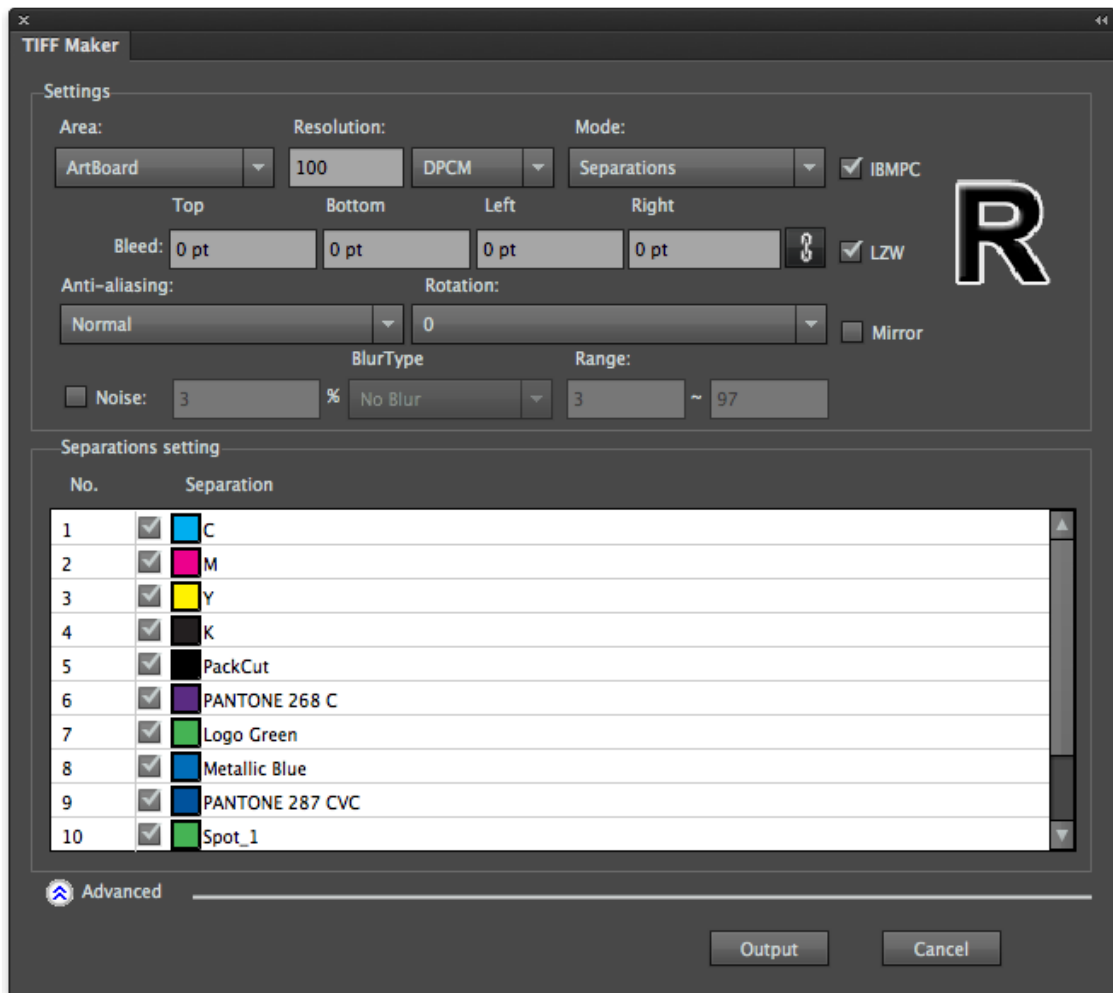 TIFF Maker
Settings
Area: Resolution: Mode:
ArtBoard 100 DPCM Separations IBMPC
Top Bottom Left Right
Bleed: 0 pt 0 pt 0 pt 0 pt LZW
R
Anti-aliasing: Rotation:
Normal 0 Mirror
BlurType Range:
Noise: 3 % No Blur 3 ~ 97
Separations setting
No. Separation
1 C
2 M
3 Y
4 K
5 PackCut
6 PANTONE 268 C
7 Logo Green
8 Metallic Blue
9 PANTONE 287 CVC
10 Spot_1
Advanced
Output Cancel